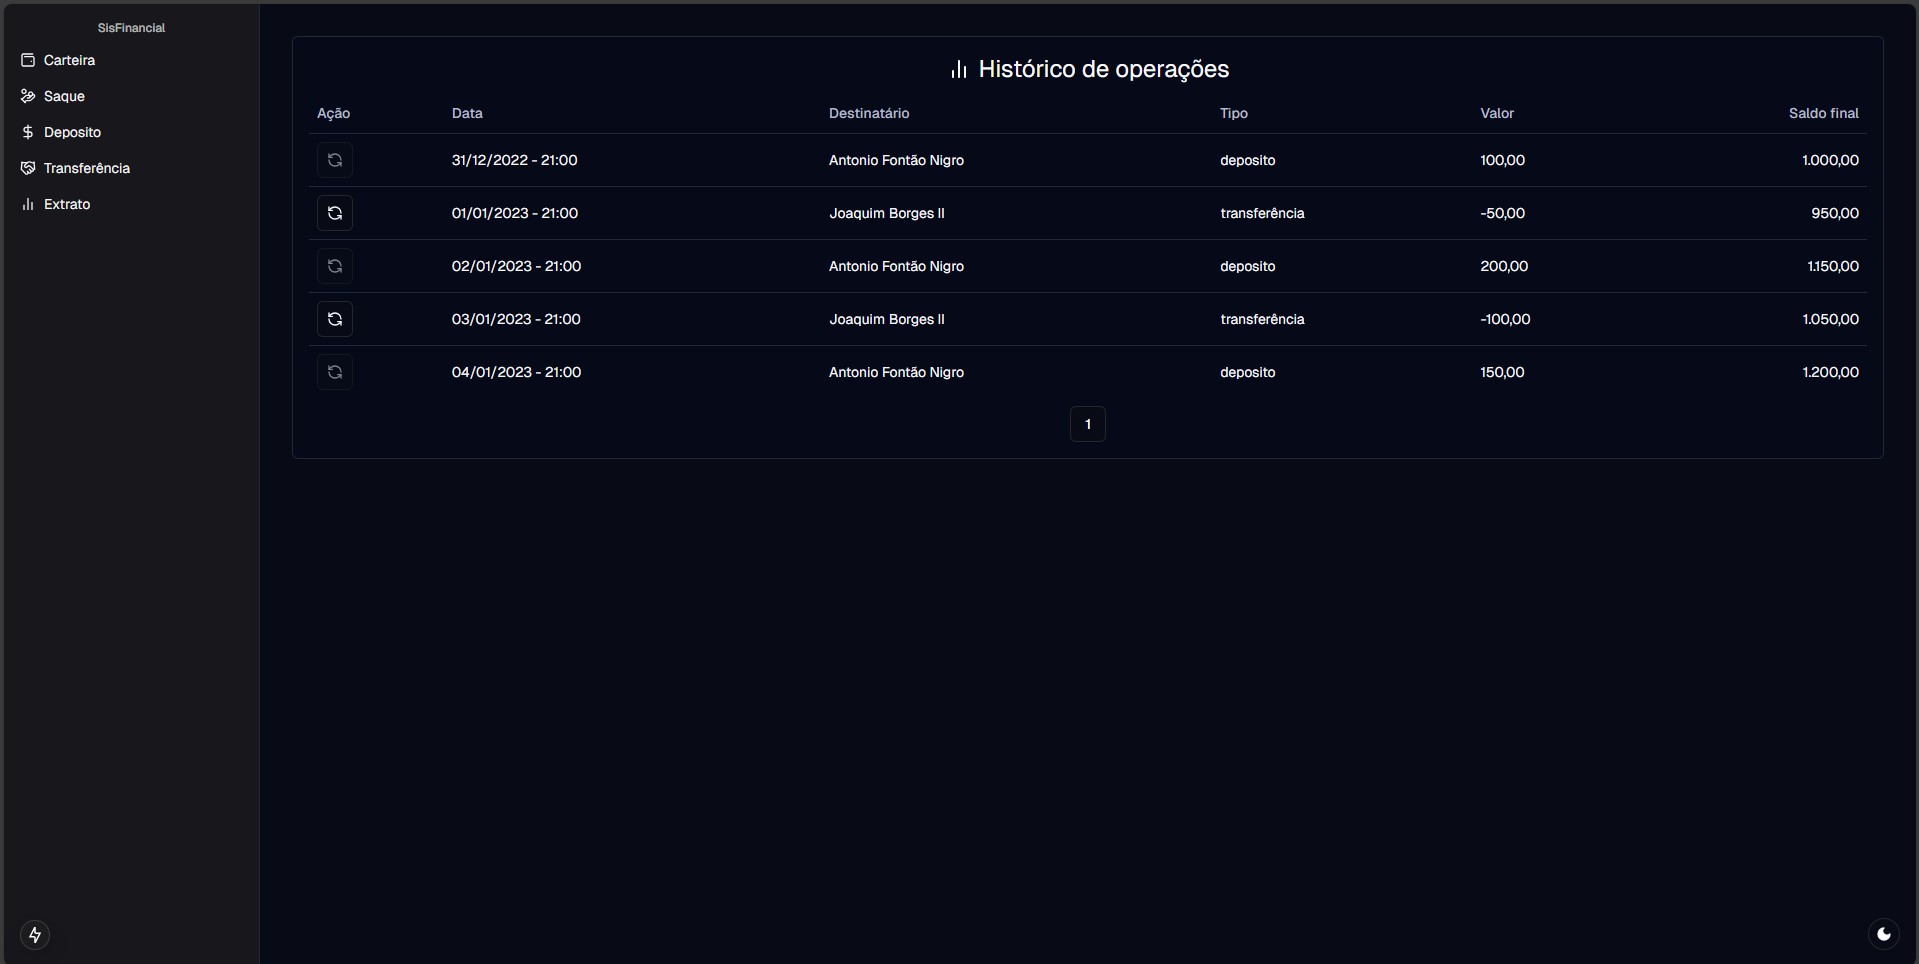 SisFinancial
Carteira
Saque
Deposito
Transferência
Extrato
Histórico de operações
Ação Data Destinatário Tipo Valor Saldo final
31/12/2022 - 21:00 Antonio Fontão Nigro deposito 100,00 1.000,00
01/01/2023 - 21:00 Joaquim Borges II transferência -50,00 950,00
02/01/2023 - 21:00 Antonio Fontão Nigro deposito 200,00 1.150,00
03/01/2023 - 21:00 Joaquim Borges II transferência -100,00 1.050,00
04/01/2023 - 21:00 Antonio Fontão Nigro deposito 150,00 1.200,00
1